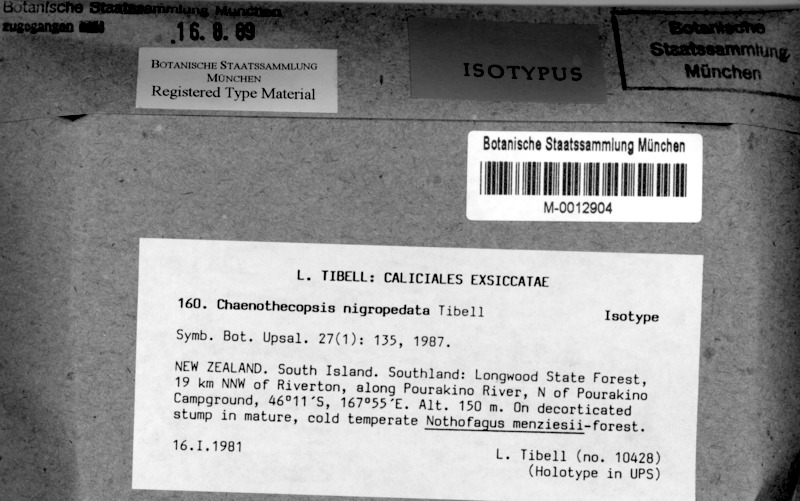 Botanische Staatssammlung München
zugegangen
16. 8. 89
BOTANISCHE STAATSSAMMLUNG
MÜNCHEN
Registered Type Material
ISOTYPUS
Botanische
Staatssammlung
München
Botanische Staatssammlung München
M-0012904
L. TIBELL: CALICIALES EXSICCATAE
160. Chaenothecopsis nigropedata Tibell
Isotype
Symb. Bot. Upsal. 27(1): 135, 1987.
NEW ZEALAND. South Island. Southland: Longwood State Forest,
19 km NNW of Riverton, along Pourakino River, N of Pourakino
Campground, 46°11´S, 167°55´E. Alt. 150 m. On decorticated
stump in mature, cold temperate Nothofagus menziesii-forest.
16.I.1981
L. Tibell (no. 10428)
(Holotype in UPS)